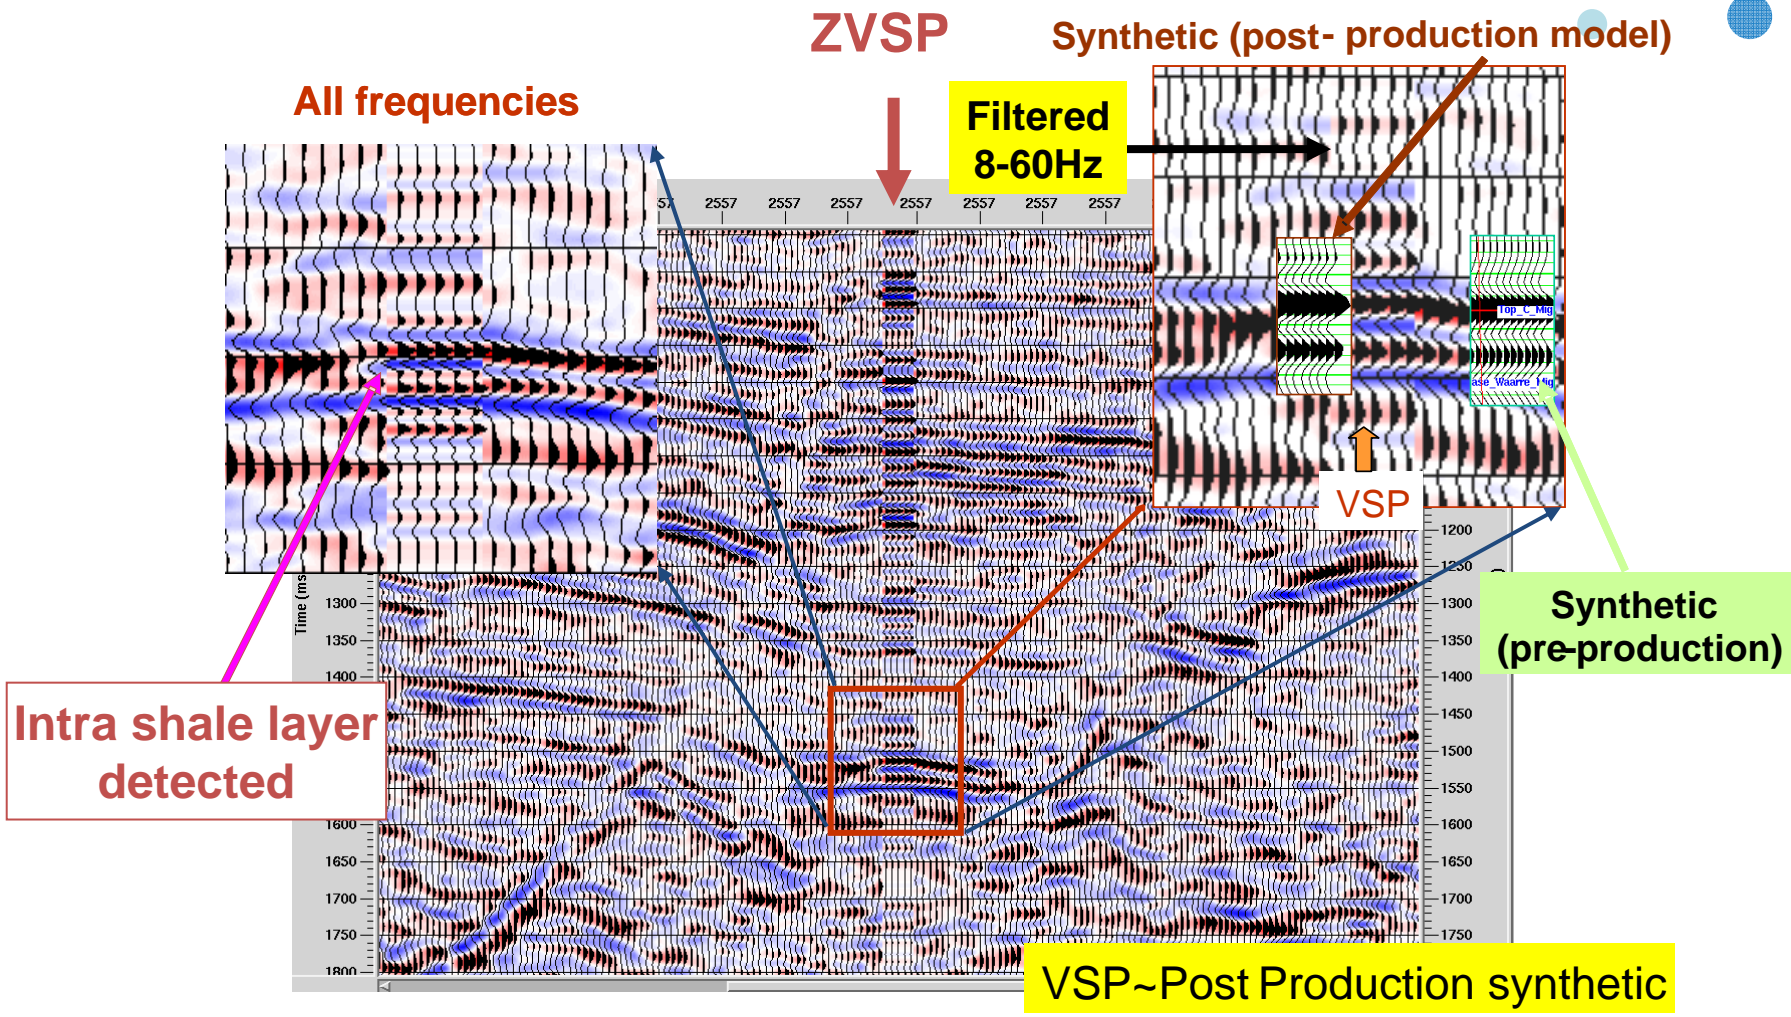 ZVSP
Synthetic (post- production model)
All frequencies
Filtered
8-60Hz
57 2557 2557 2557 2557 2557 2557 2557
Top_C_Mig
ase_Waarre_Mig
VSP
Time (ms
1300
1350
1400
1600
1650
1700
1750
1800
1200
1250
1300
1350
1400
1450
1500
1550
1600
1650
1700
1750
Synthetic
(pre-production)
Intra shale layer
detected
VSP~Post Production synthetic